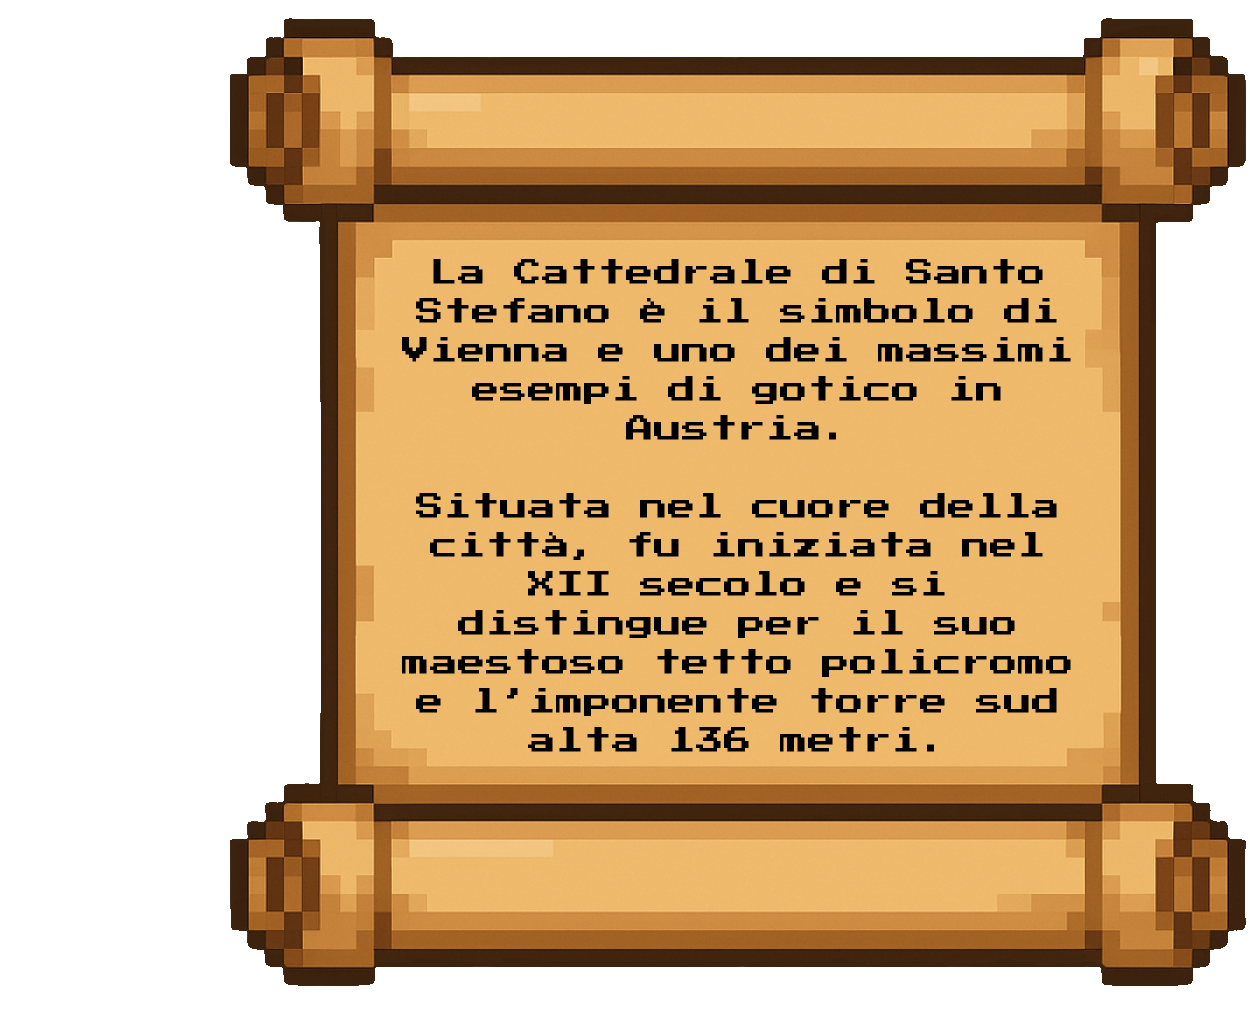 La Cattedrale di Santo
Stefano è il simbolo di
Vienna e uno dei massimi
esempi di gotico in
Austria.
Situata nel cuore della
città, fu iniziata nel
XII secolo e si
distingue per il suo
maestoso tetto policromo
e l'imponente torre sud
alta 136 metri.